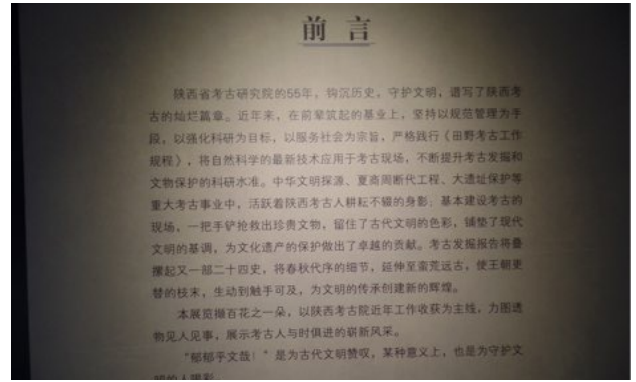 前言
陕西省考古研究院的55年，钩沉历史，守护文明，谱写了陕西考
古的灿烂篇章。近年来，在前辈筑起的基业上，坚持以规范管理为手
段，以强化科研为目标，以服务社会为宗旨，严格践行《田野考古工作
规程》，将自然科学的最新技术应用于考古现场，不断提升考古发掘和
文物保护的科研水准。中华文明探源、夏商周断代工程、大遗址保护等
重大考古事业中，活跃着陕西考古人耕耘不辍的身影；基本建设考古的
现场，一把手铲抢救出珍贵文物，留住了古代文明的色彩，铺垫了现代
文明的基调，为文化遗产的保护做出了卓越的贡献。考古发掘报告将叠
摞起又一部二十四史，将春秋代序的细节，延伸至蛮荒远古，使王朝更
替的枝末，生动到触手可及，为文明的传承创建新的辉煌。
本展览撷百花之一朵，以陕西考古院近年工作收获为主线，力图透
物见人见事，展示考古人与时俱进的崭新风采。
“郁郁乎文哉！”是为古代文明赞叹，某种意义上，也是为守护文
明的人喝彩。